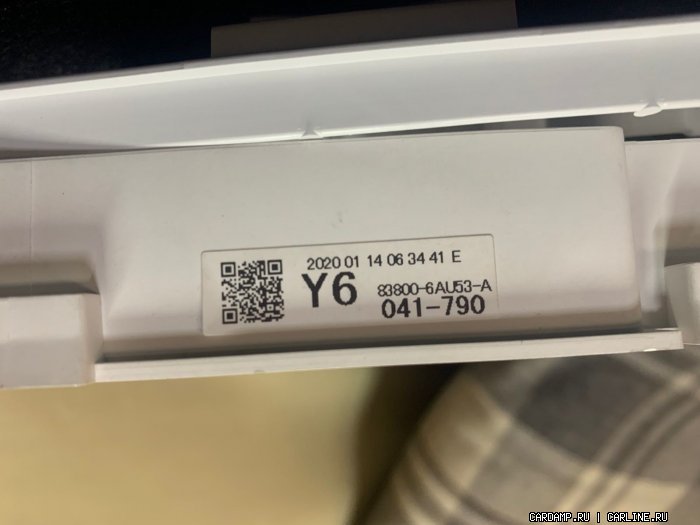 2020 01 14 06 34 41 E
Y6
83800-6AU53-A
041-790
CARDAMP.RU | CARLINE.RU